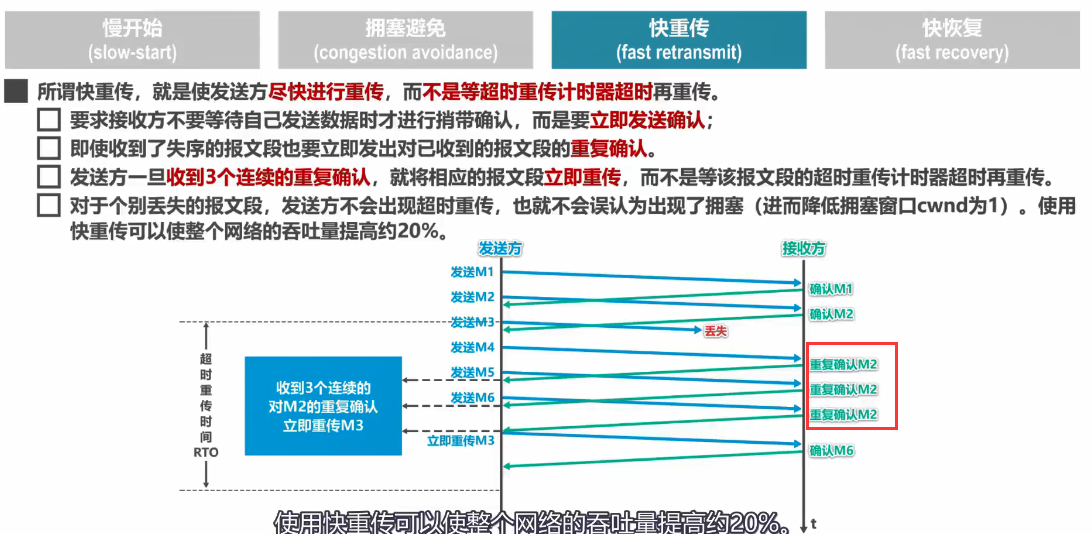 慢开始
(slow-start)
拥塞避免
(congestion avoidance)
快重传
(fast retransmit)
快恢复
(fast recovery)
所谓快重传，就是使发送方尽快进行重传，而不是等超时重传计时器超时再重传。
要求接收方不要等待自己发送数据时才进行捎带确认，而是要立即发送确认；
即使收到了失序的报文段也要立即发出对已收到的报文段的重复确认。
发送方一旦收到3个连续的重复确认，就将相应的报文段立即重传，而不是等该报文段的超时重传计时器超时再重传。
对于个别丢失的报文段，发送方不会出现超时重传，也就不会误认为出现了拥塞（进而降低拥塞窗口cwnd为1）。使用
快重传可以使整个网络的吞吐量提高约20%。
发送方
接收方
发送M1
确认M1
发送M2
确认M2
发送M3
丢失
发送M4
重复确认M2
发送M5
重复确认M2
发送M6
重复确认M2
立即重传M3
确认M6
超
时
重
传
时
间
RTO
收到3个连续的
对M2的重复确认
立即重传M3
t
使用快重传可以使整个网络的吞吐量提高约20%。